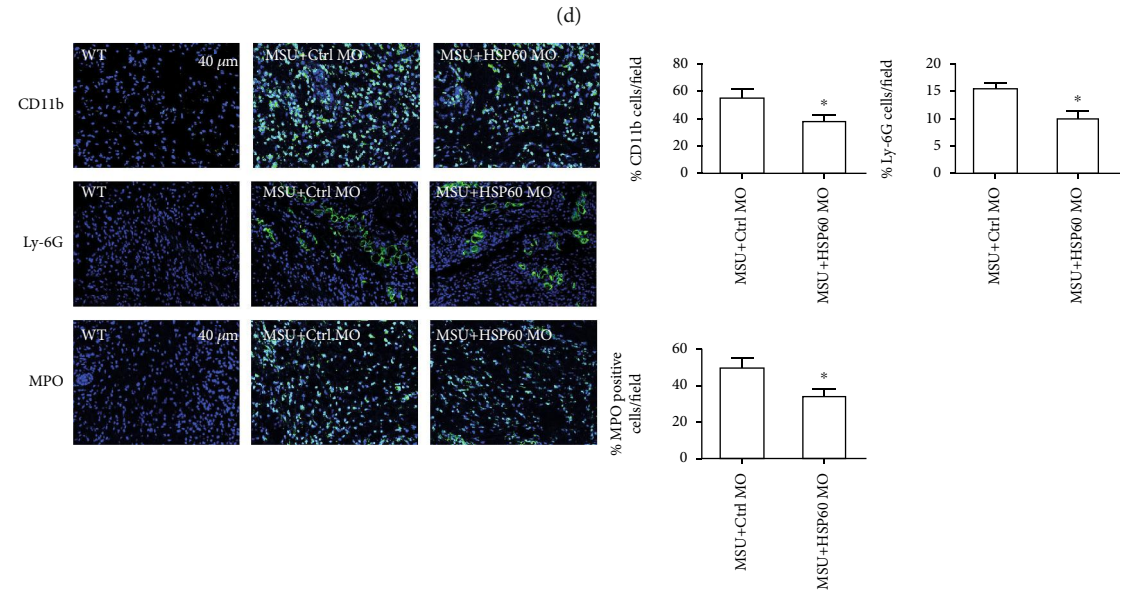 (d)
WT
40 μm
MSU+Ctrl MO
MSU+HSP60 MO
CD11b
WT
MSU+Ctrl MO
MSU+HSP60 MO
Ly-6G
WT
40 μm
MSU+Ctrl MO
MSU+HSP60 MO
MPO
% CD11b cells/field
80
60
40
20
0
*
MSU+Ctrl MO
MSU+HSP60 MO
% Ly-6G cells/field
20
15
10
5
0
*
MSU+Ctrl MO
MSU+HSP60 MO
% MPO positive
cells/field
60
40
20
0
*
MSU+Ctrl MO
MSU+HSP60 MO